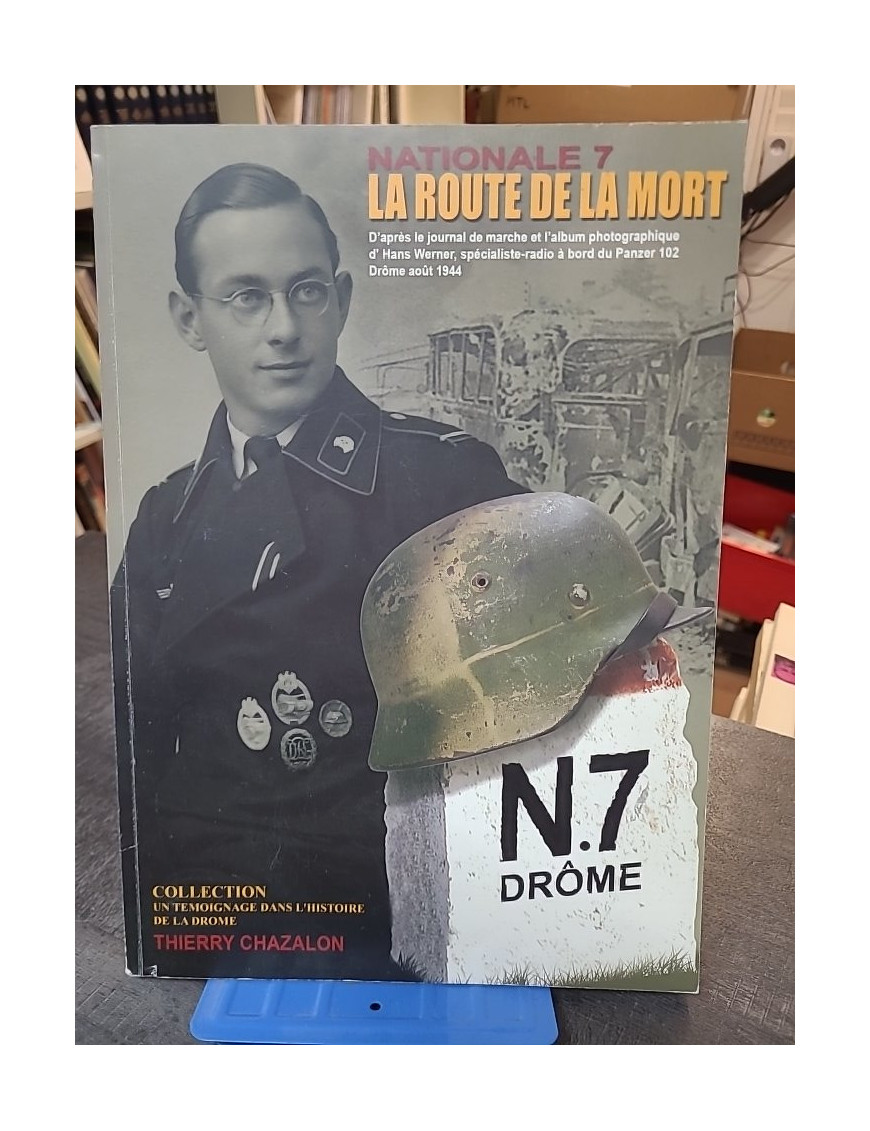 MTL
NATIONALE 7
LA ROUTE DE LA MORT
D'après le journal de marche et l'album photographique
d' Hans Werner, spécialiste-radio à bord du Panzer 102
Drôme août 1944
N.7
DRÔME
COLLECTION
UN TEMOIGNAGE DANS L'HISTOIRE
DE LA DROME
THIERRY CHAZALON